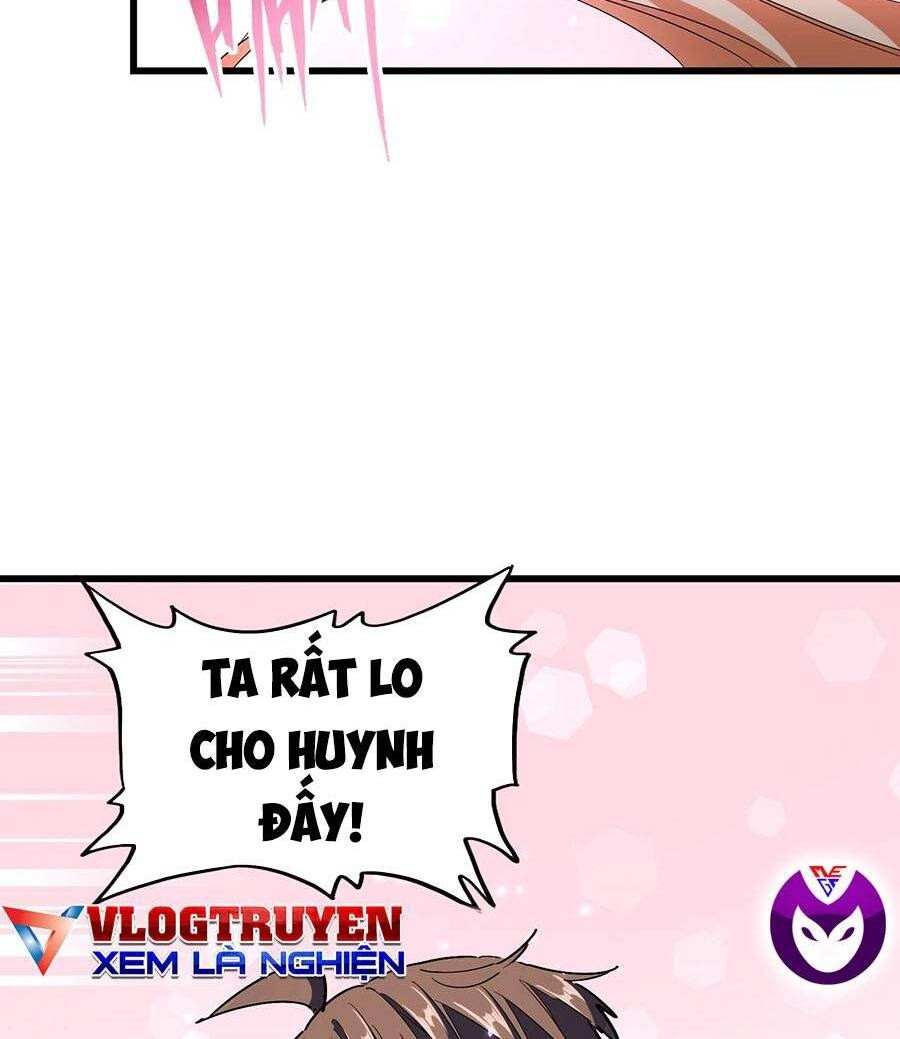 TA RẤT LO
CHO HUYNH
ĐẤY!
VLOGTRUYEN
XEM LÀ NGHIỆN